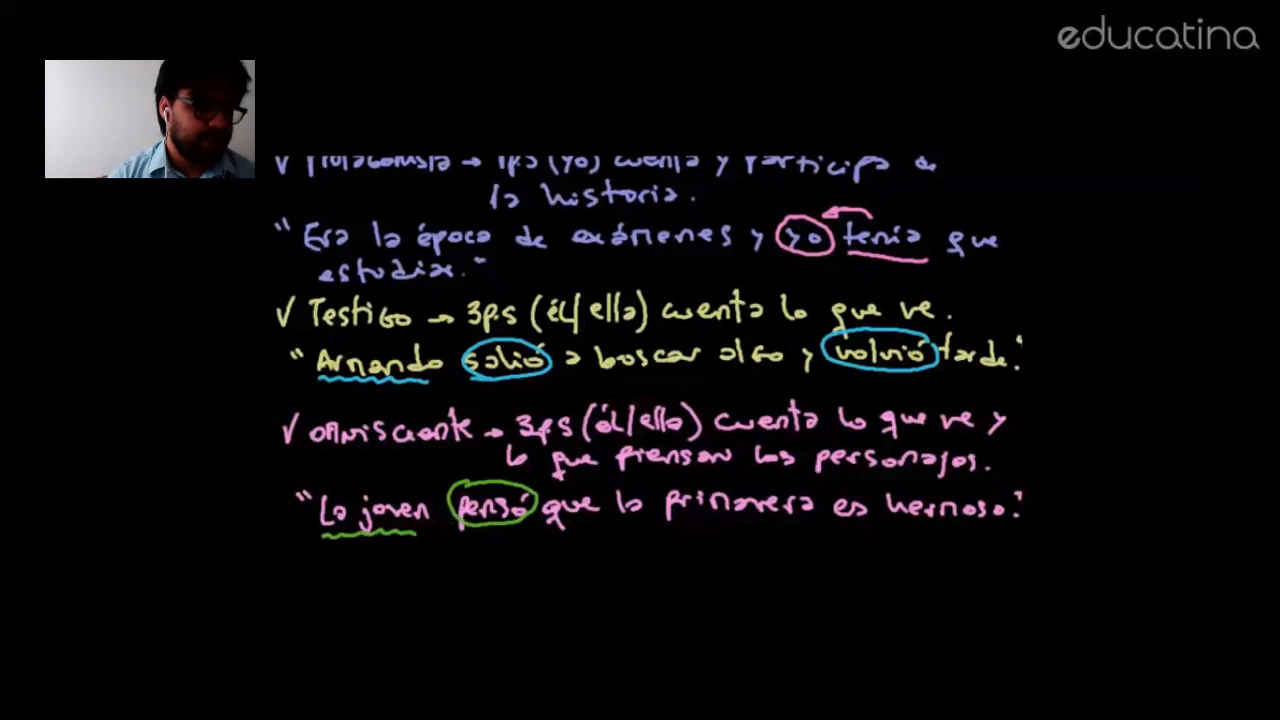 educatina
√ Protagonista → 1ps (yo) cuenta y participa de
la historia.
"Era la época de exámenes y yo tenía que
estudiar."
√ Testigo → 3ps (él/ella) cuenta lo que ve.
"Armando salió a buscar algo y volvió tarde."
√ Omnisciente → 3ps (él/ella) cuenta lo que ve y
lo que piensan los personajes.
"La joven pensó que la primavera es hermosa."